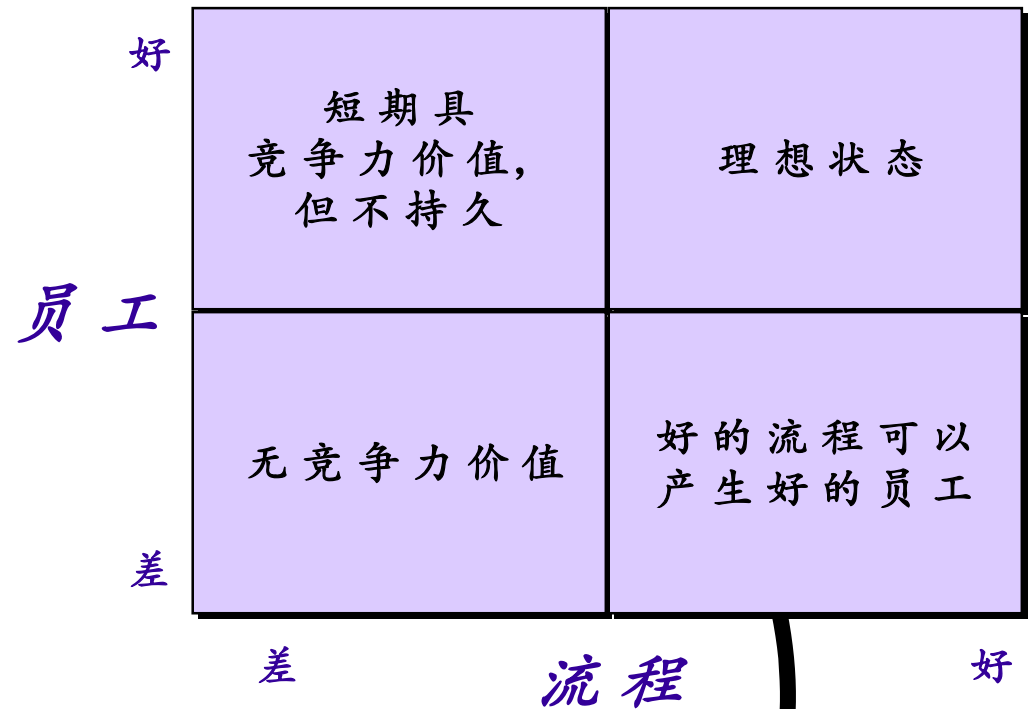 好
短期具
竞争力价值,
但不持久
理想状态
员工
无竞争力价值
好的流程可以
产生好的员工
差
差
流程
好